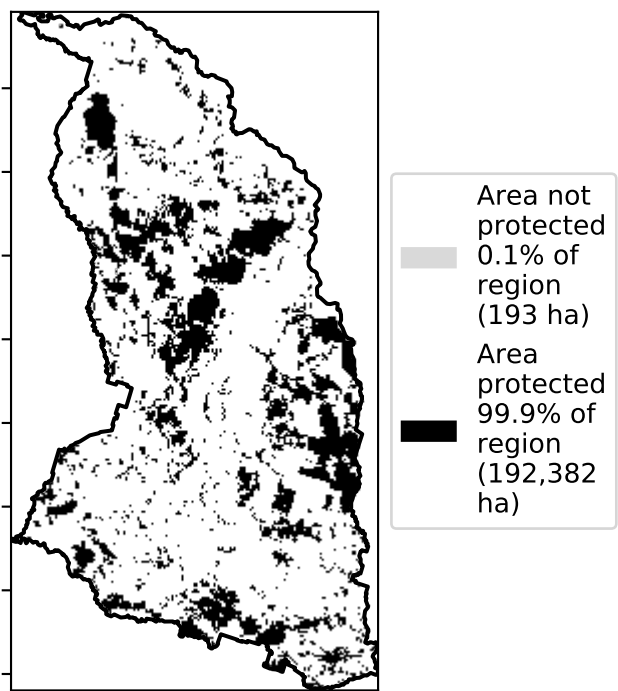 Area not
protected
0.1% of
region
(193 ha)
Area
protected
99.9% of
region
(192,382
ha)